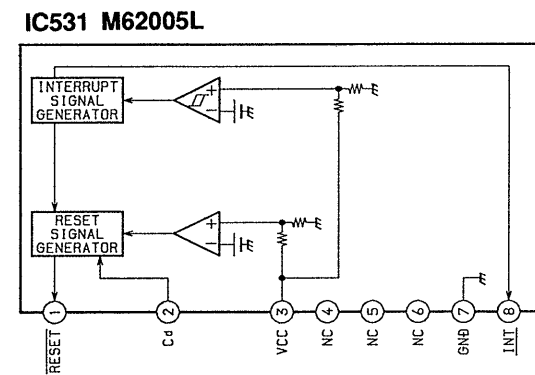 IC531 M62005L
INTERRUPT
SIGNAL
GENERATOR
+
−
RESET
SIGNAL
GENERATOR
+
−
1 2 3 4 5 6 7 8
RESET Cd VCC NC NC NC GND INT